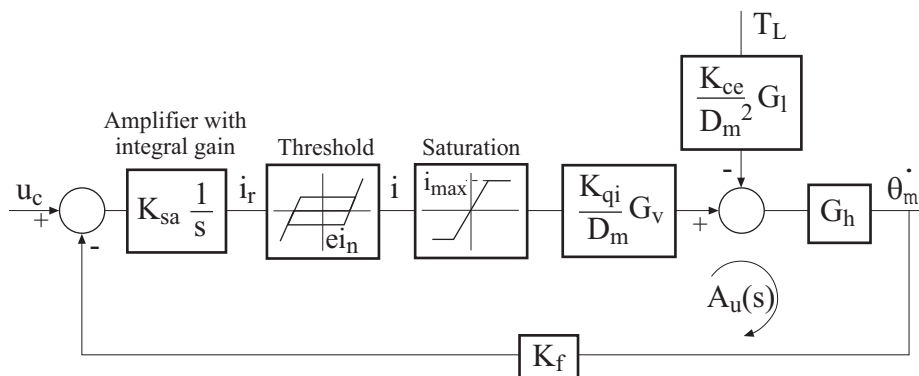 T_L
K_ce
D_m^2
G_l
Amplifier with
integral gain
Threshold
Saturation
u_c
+
-
K_sa
1
s
i_r
ei_n
i
i_max
K_qi
D_m
G_v
+
-
G_h
θ̇_m
A_u(s)
K_f